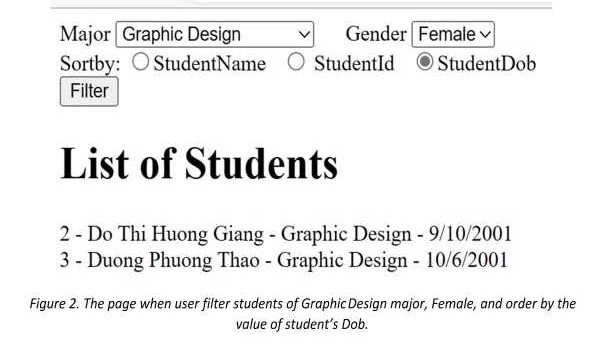 Major Graphic Design Gender Female
Sortby: StudentName StudentId StudentDob
Filter
List of Students
2 - Do Thi Huong Giang - Graphic Design - 9/10/2001
3 - Duong Phuong Thao - Graphic Design - 10/6/2001
Figure 2. The page when user filter students of Graphic Design major, Female, and order by the
value of student’s Dob.